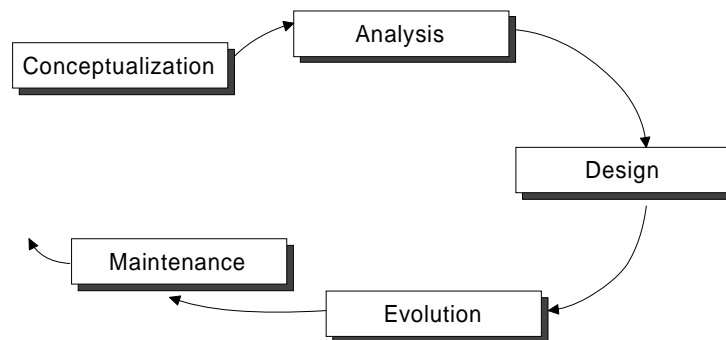 Conceptualization
Analysis
Design
Evolution
Maintenance